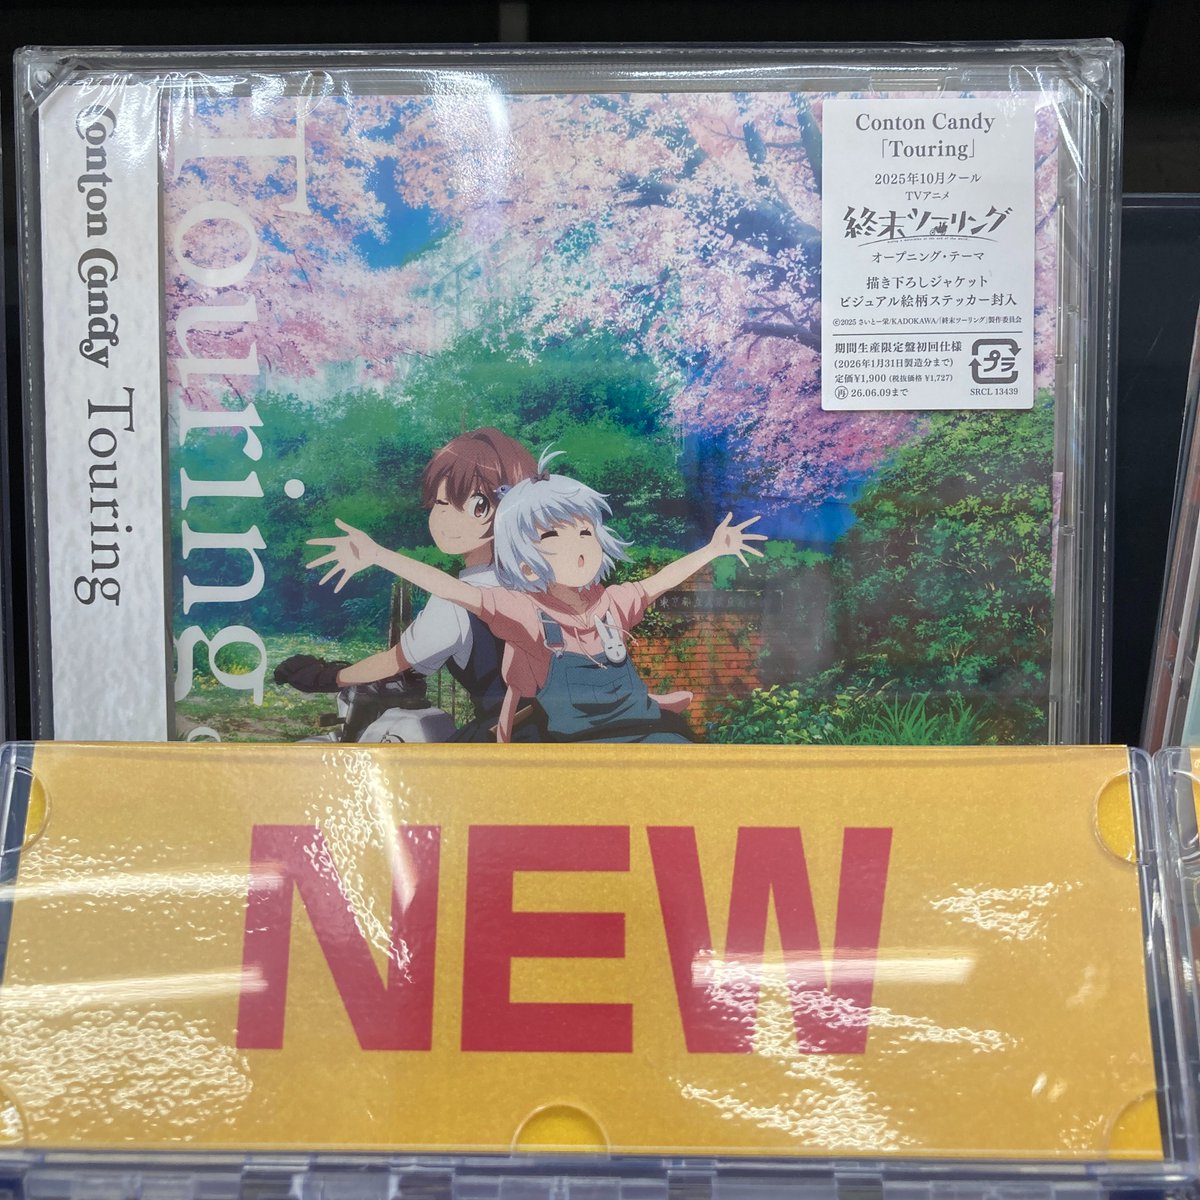 Conton Candy Touring
Touring
Conton Candy
「Touring」
2025年10月クール
TVアニメ
終末ツーリング
オープニング・テーマ
描き下ろしジャケット
ビジュアル絵柄ステッカー封入
©2025 さいとー栄/KADOKAWA/「終末ツーリング」製作委員会
期間生産限定盤初回仕様
(2026年1月31日製造分まで)
定価¥1,900 (税抜価格 ¥1,727)
再 26.06.09まで
プラ
SRCL 13439
NEW